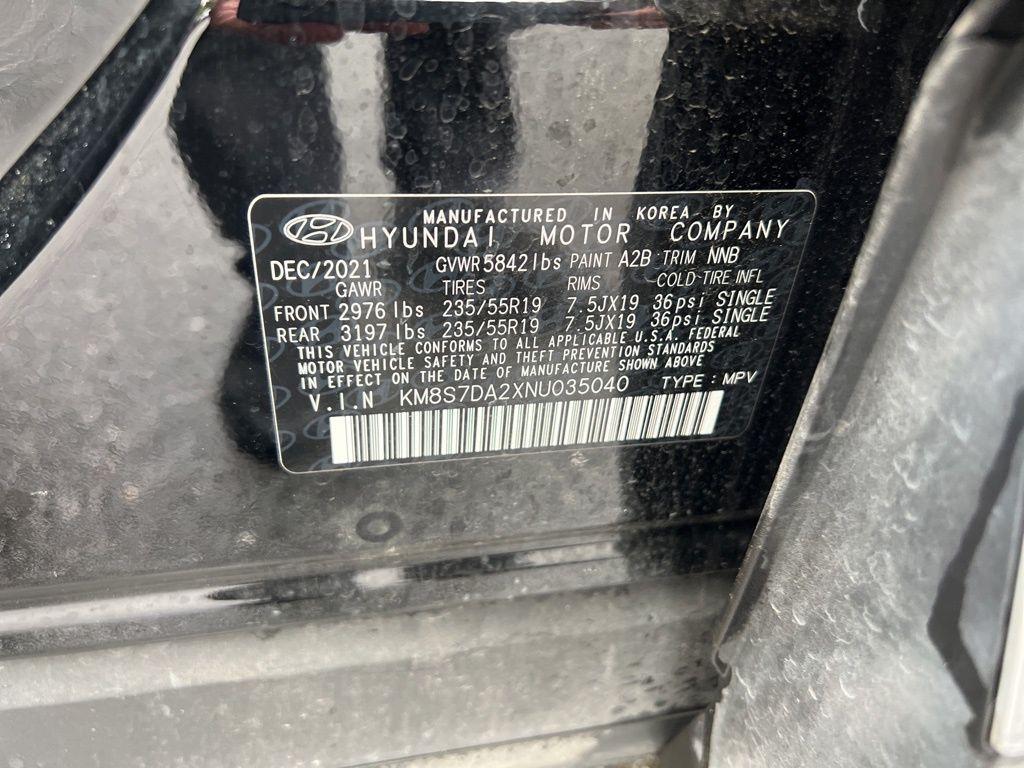 MANUFACTURED IN KOREA BY
HYUNDAI MOTOR COMPANY
DEC/2021 GVWR 5842 lbs PAINT A2B TRIM NNB
GAWR TIRES RIMS COLD-TIRE INFL
FRONT 2976 lbs 235/55R19 7.5JX19 36psi SINGLE
REAR 3197 lbs 235/55R19 7.5JX19 36psi SINGLE
THIS VEHICLE CONFORMS TO ALL APPLICABLE U.S.A. FEDERAL
MOTOR VEHICLE SAFETY AND THEFT PREVENTION STANDARDS
IN EFFECT ON THE DATE OF MANUFACTURE SHOWN ABOVE
V.I.N KM8S7DA2XNU035040 TYPE : MPV